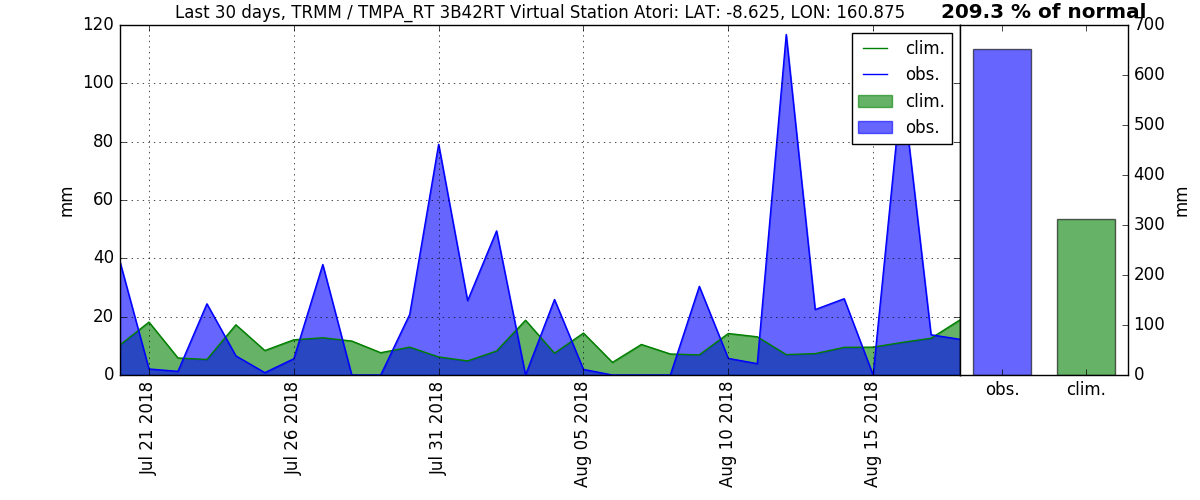 Last 30 days, TRMM / TMPA_RT 3B42RT Virtual Station Atori: LAT: -8.625, LON: 160.875
209.3 % of normal
120
100
80
60
40
20
0
mm
clim.
obs.
clim.
obs.
Jul 21 2018
Jul 26 2018
Jul 31 2018
Aug 05 2018
Aug 10 2018
Aug 15 2018
700
600
500
400
300
200
100
0
mm
obs.
clim.